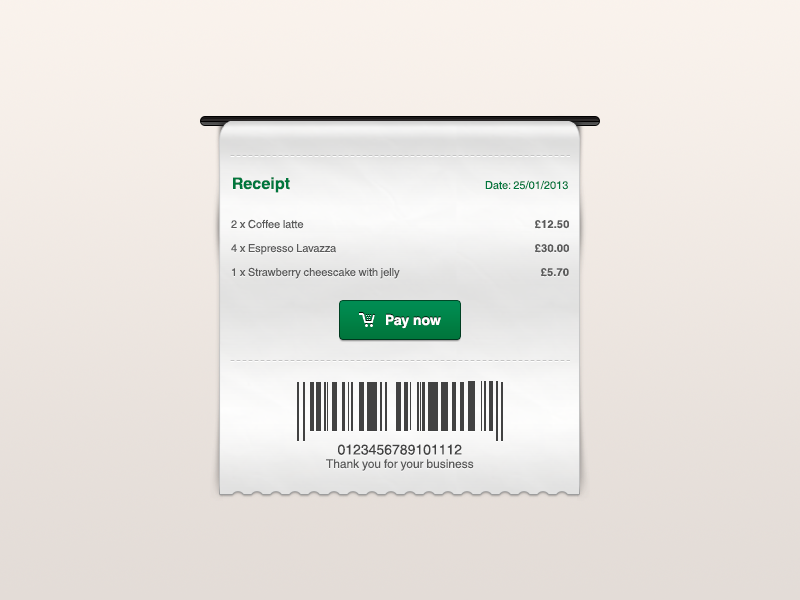 Receipt Date: 25/01/2013
2 x Coffee latte £12.50
4 x Espresso Lavazza £30.00
1 x Strawberry cheescake with jelly £5.70
Pay now
0123456789101112
Thank you for your business